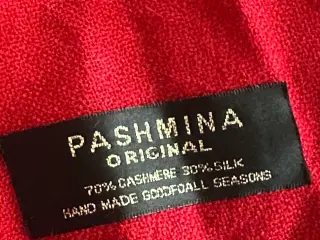 PASHMINA
ORIGINAL
70% CASHMERE 30% SILK
HAND MADE GOODFOALL SEASONS